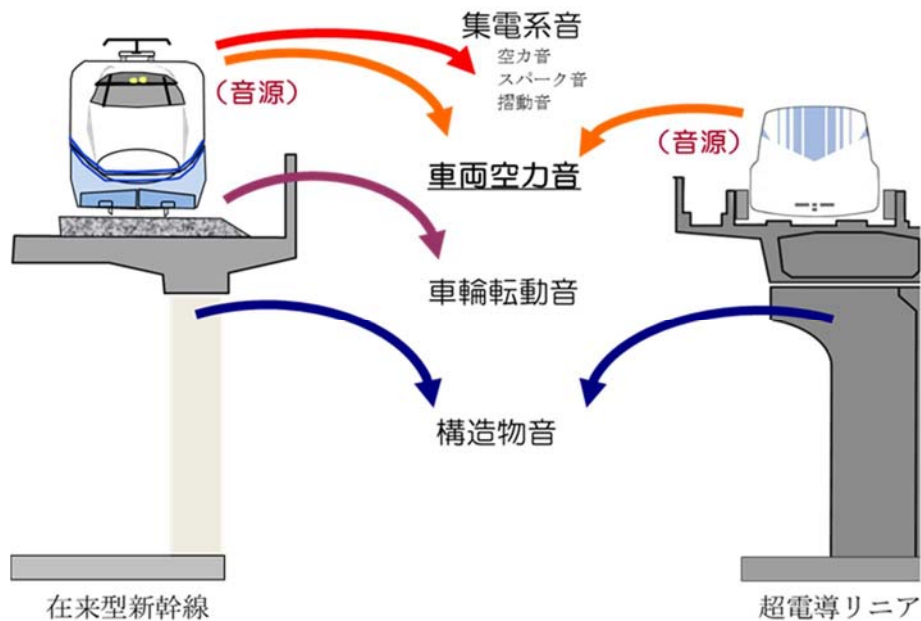 集電系音
空力音
スパーク音
摺動音
（音源）
（音源）
車両空力音
車輪転動音
構造物音
在来型新幹線
超電導リニア